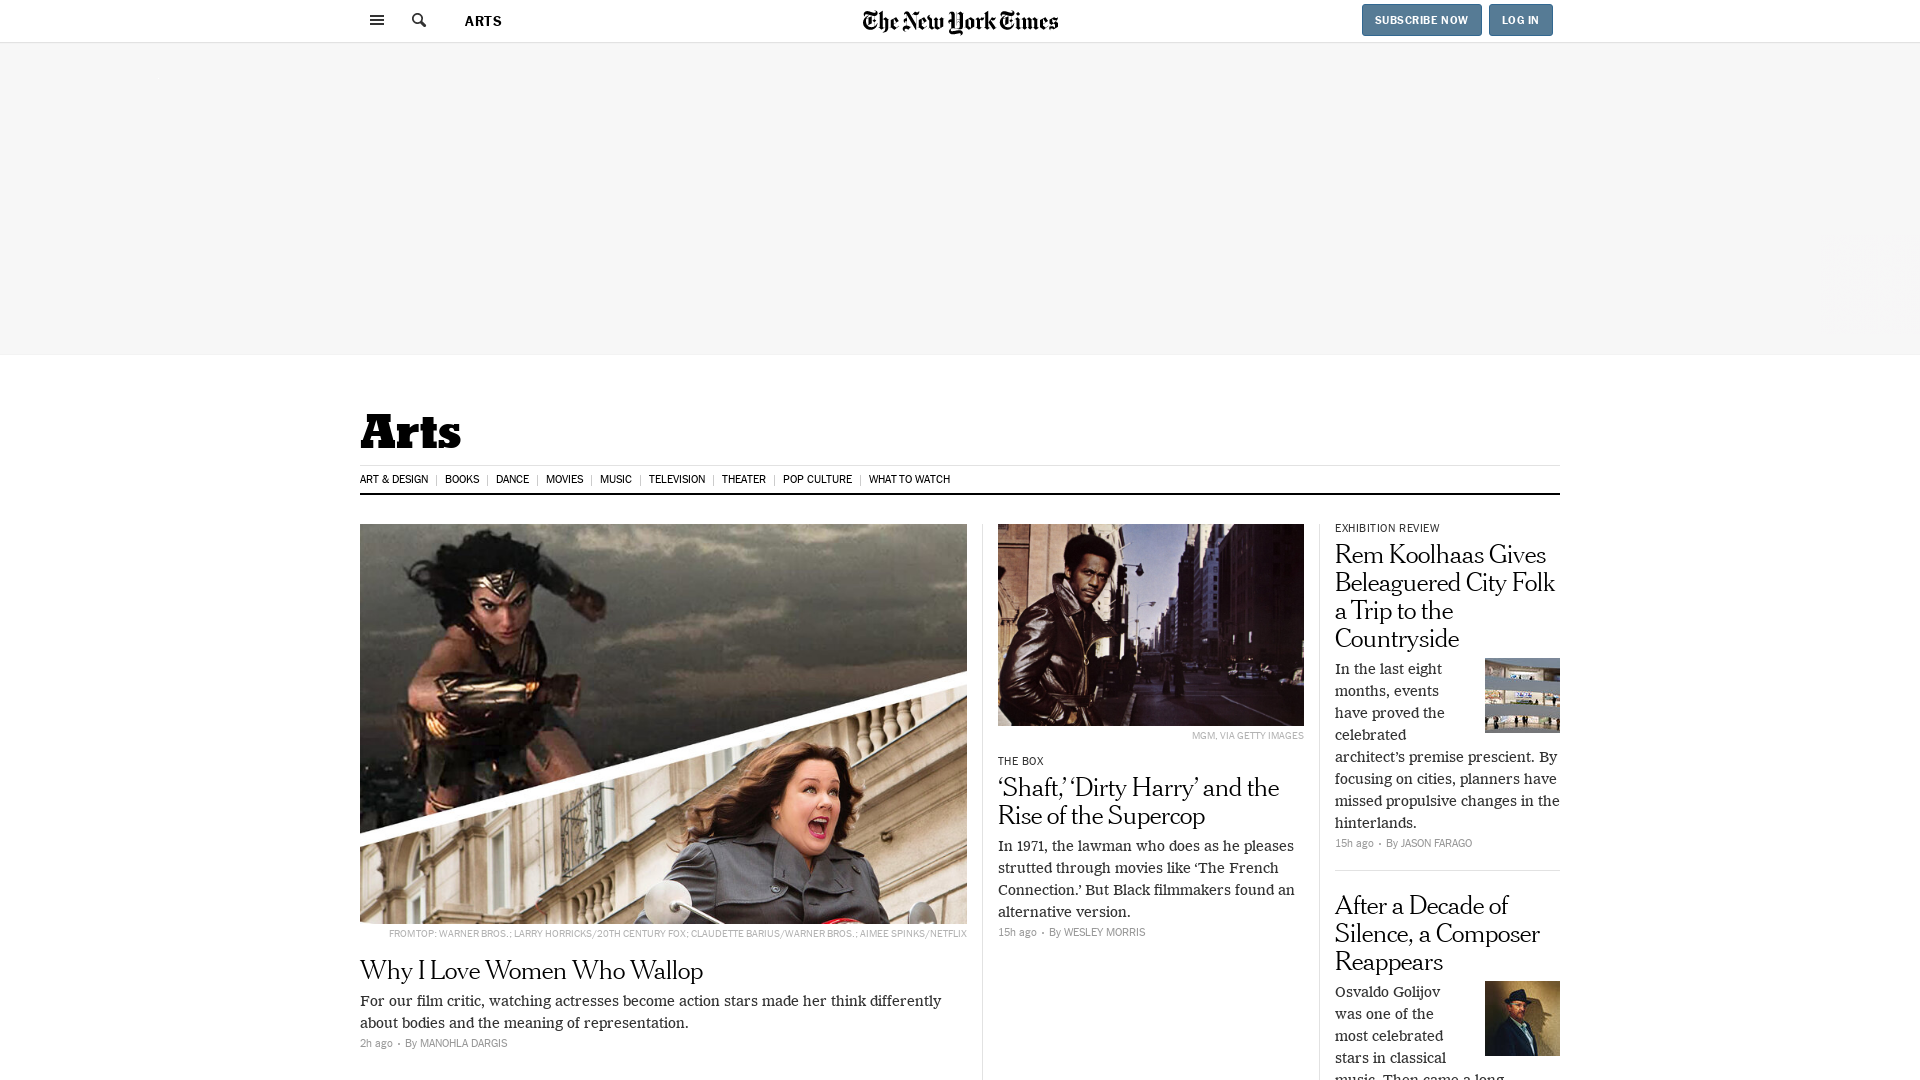 ARTS
The New York Times
SUBSCRIBE NOW
LOG IN
Arts
ART & DESIGN
BOOKS
DANCE
MOVIES
MUSIC
TELEVISION
THEATER
POP CULTURE
WHAT TO WATCH
FROM TOP: WARNER BROS.; LARRY HORRICKS/20TH CENTURY FOX; CLAUDETTE BARIUS/WARNER BROS.; AIMEE SPINKS/NETFLIX
Why I Love Women Who Wallop
For our film critic, watching actresses become action stars made her think differently
about bodies and the meaning of representation.
2h ago • By MANOHLA DARGIS
MGM, VIA GETTY IMAGES
THE BOX
‘Shaft,’ ‘Dirty Harry’ and the
Rise of the Supercop
In 1971, the lawman who does as he pleases
strutted through movies like ‘The French
Connection.’ But Black filmmakers found an
alternative version.
15h ago • By WESLEY MORRIS
EXHIBITION REVIEW
Rem Koolhaas Gives
Beleaguered City Folk
a Trip to the
Countryside
In the last eight
months, events
have proved the
celebrated
architect’s premise prescient. By
focusing on cities, planners have
missed propulsive changes in the
hinterlands.
15h ago • By JASON FARAGO
After a Decade of
Silence, a Composer
Reappears
Osvaldo Golijov
was one of the
most celebrated
stars in classical
music. Then came a long